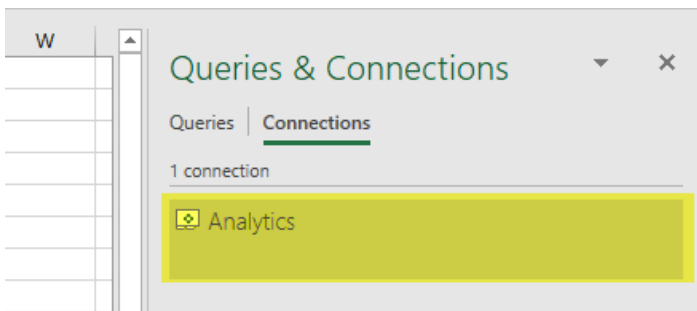 W
Queries & Connections
Queries | Connections
1 connection
Analytics